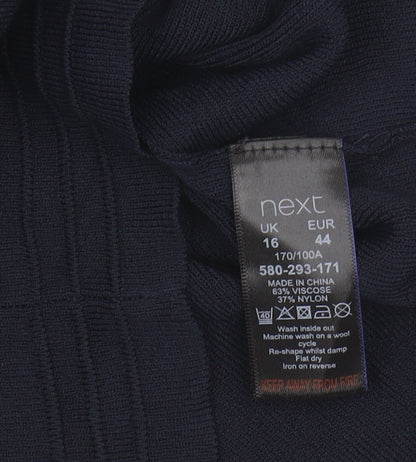 next
UK EUR
16 44
170/100A
580-293-171
MADE IN CHINA
63% VISCOSE
37% NYLON
40
Wash inside out
Machine wash on a wool
cycle
Re-shape whilst damp
Flat dry
Iron on reverse
KEEP AWAY FROM FIRE